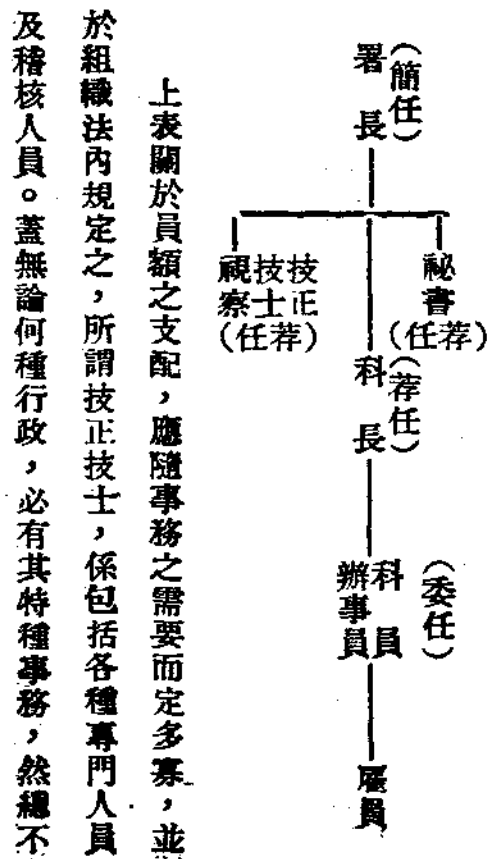 （簡任）
署長
祕書
（荐任）
（荐任）
科長
技正
技士
視察
（荐任）
（委任）
科員
辦事員
雇員
上表關於員額之支配，應隨事務之需要而定多寡，並
於組織法內規定之，所謂技正技士，係包括各種專門人員
及稽核人員。蓋無論何種行政，必有其特種事務，然總不